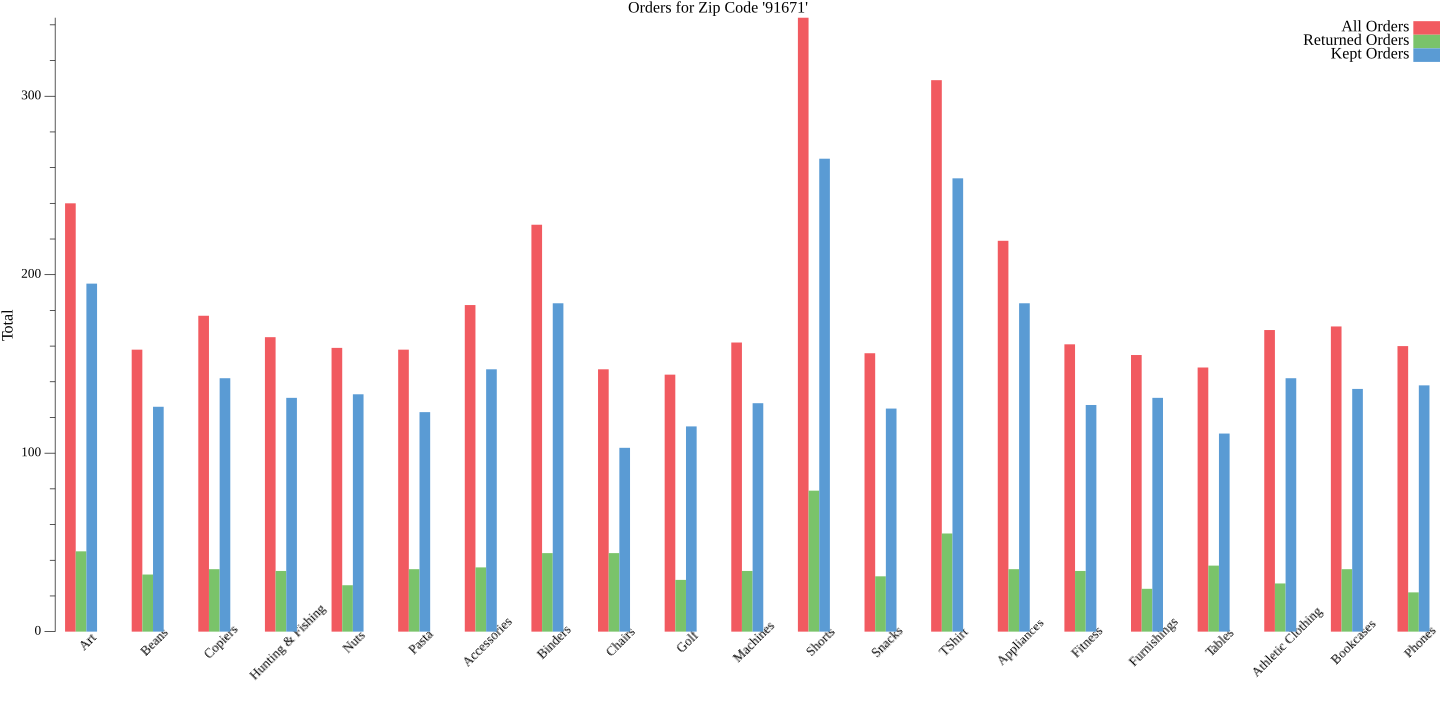 Orders for Zip Code '91671'
All Orders
Returned Orders
Kept Orders
300
200
100
0
Total
Art
Beans
Copiers
Hunting & Fishing
Nuts
Pasta
Accessories
Binders
Chairs
Golf
Machines
Shorts
Snacks
TShirt
Appliances
Fitness
Furnishings
Tables
Athletic Clothing
Bookcases
Phones